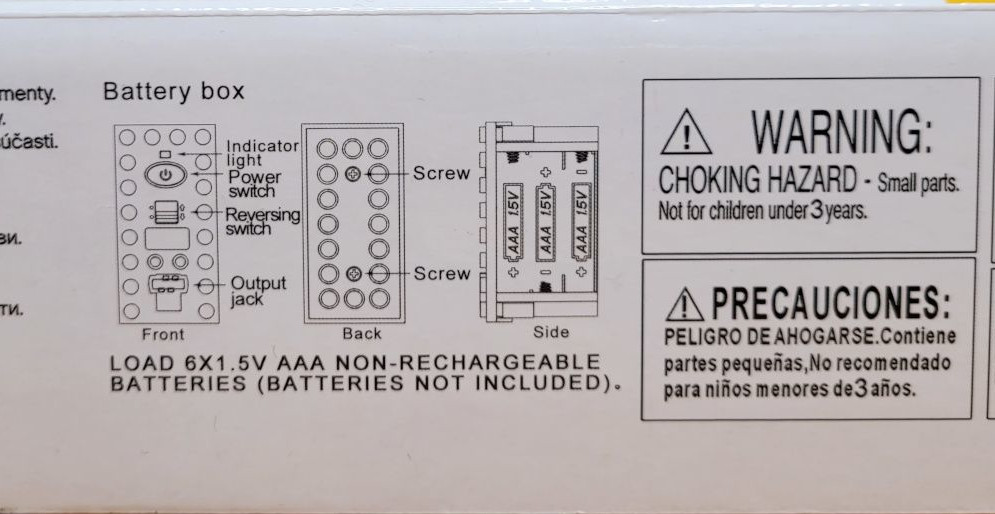 menty.
súčasti.
ви.
ти.
Battery box
Indicator
light
Power
switch
Reversing
switch
Output
jack
Front
Screw
Screw
Back
AAA 1.5V
AAA 1.5V
AAA 1.5V
Side
LOAD 6X1.5V AAA NON-RECHARGEABLE
BATTERIES (BATTERIES NOT INCLUDED)。
WARNING:
CHOKING HAZARD - Small parts.
Not for children under 3 years.
PRECAUCIONES:
PELIGRO DE AHOGARSE.Contiene
partes pequeñas,No recomendado
para niños menores de3 años.